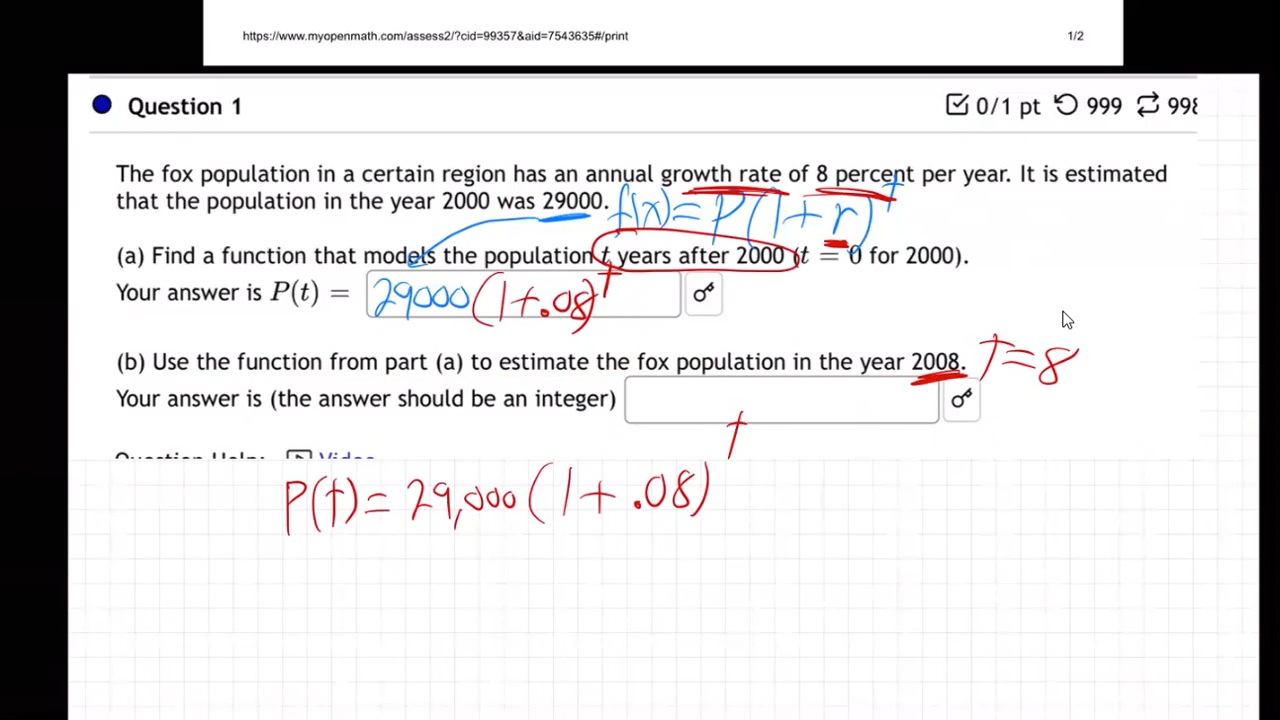 https://www.myopenmath.com/assess2/?cid=99357&aid=7543635#/print 1/2
Question 1 0/1 pt 999 998
The fox population in a certain region has an annual growth rate of 8 percent per year. It is estimated
that the population in the year 2000 was 29000. f(x)=P(1+r)^t
(a) Find a function that models the population t years after 2000 (t = 0 for 2000).
Your answer is P(t) = 29000(1+.08)^t
(b) Use the function from part (a) to estimate the fox population in the year 2008. t=8
Your answer is (the answer should be an integer)
Question Help: Video
P(t)=29,000(1+.08)^t